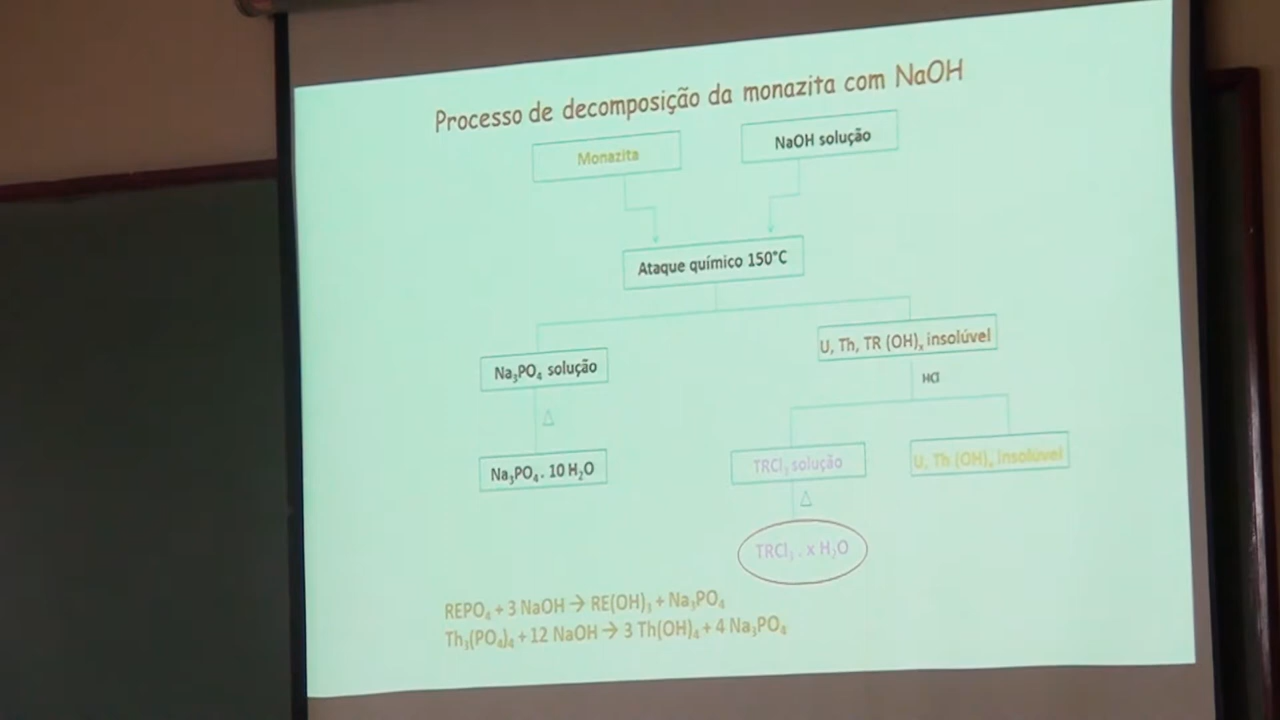 Processo de decomposição da monazita com NaOH
Monazita
NaOH solução
Ataque químico 150°C
Na₃PO₄ solução
U, Th, TR (OH)ₓ insolúvel
HCl
Δ
TRCl₃ solução
U, Th (OH)ₓ insolúvel
Na₃PO₄. 10 H₂O
Δ
TRCl₃ . x H₂O
REPO₄ + 3 NaOH → RE(OH)₃ + Na₃PO₄
Th₃(PO₄)₄ + 12 NaOH → 3 Th(OH)₄ + 4 Na₃PO₄